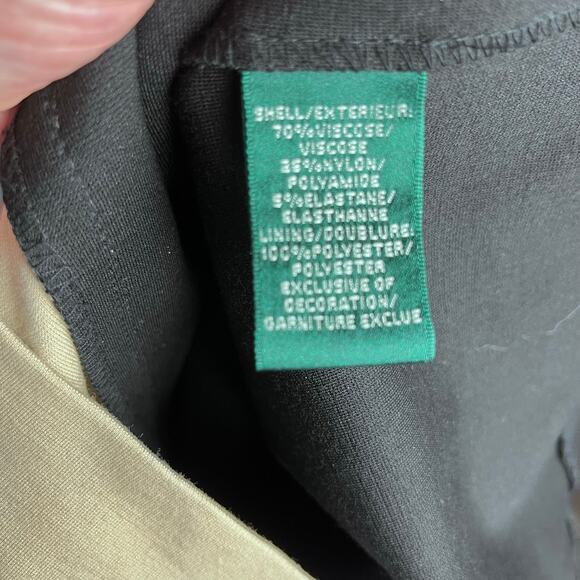 SHELL/EXTERIEUR:
70%VISCOSE/
VISCOSE
25%NYLON/
POLYAMIDE
5%ELASTANE/
ELASTHANNE
LINING/DOUBLURE:
100%POLYESTER/
POLYESTER
EXCLUSIVE OF
DECORATION/
GARNITURE EXCLUE